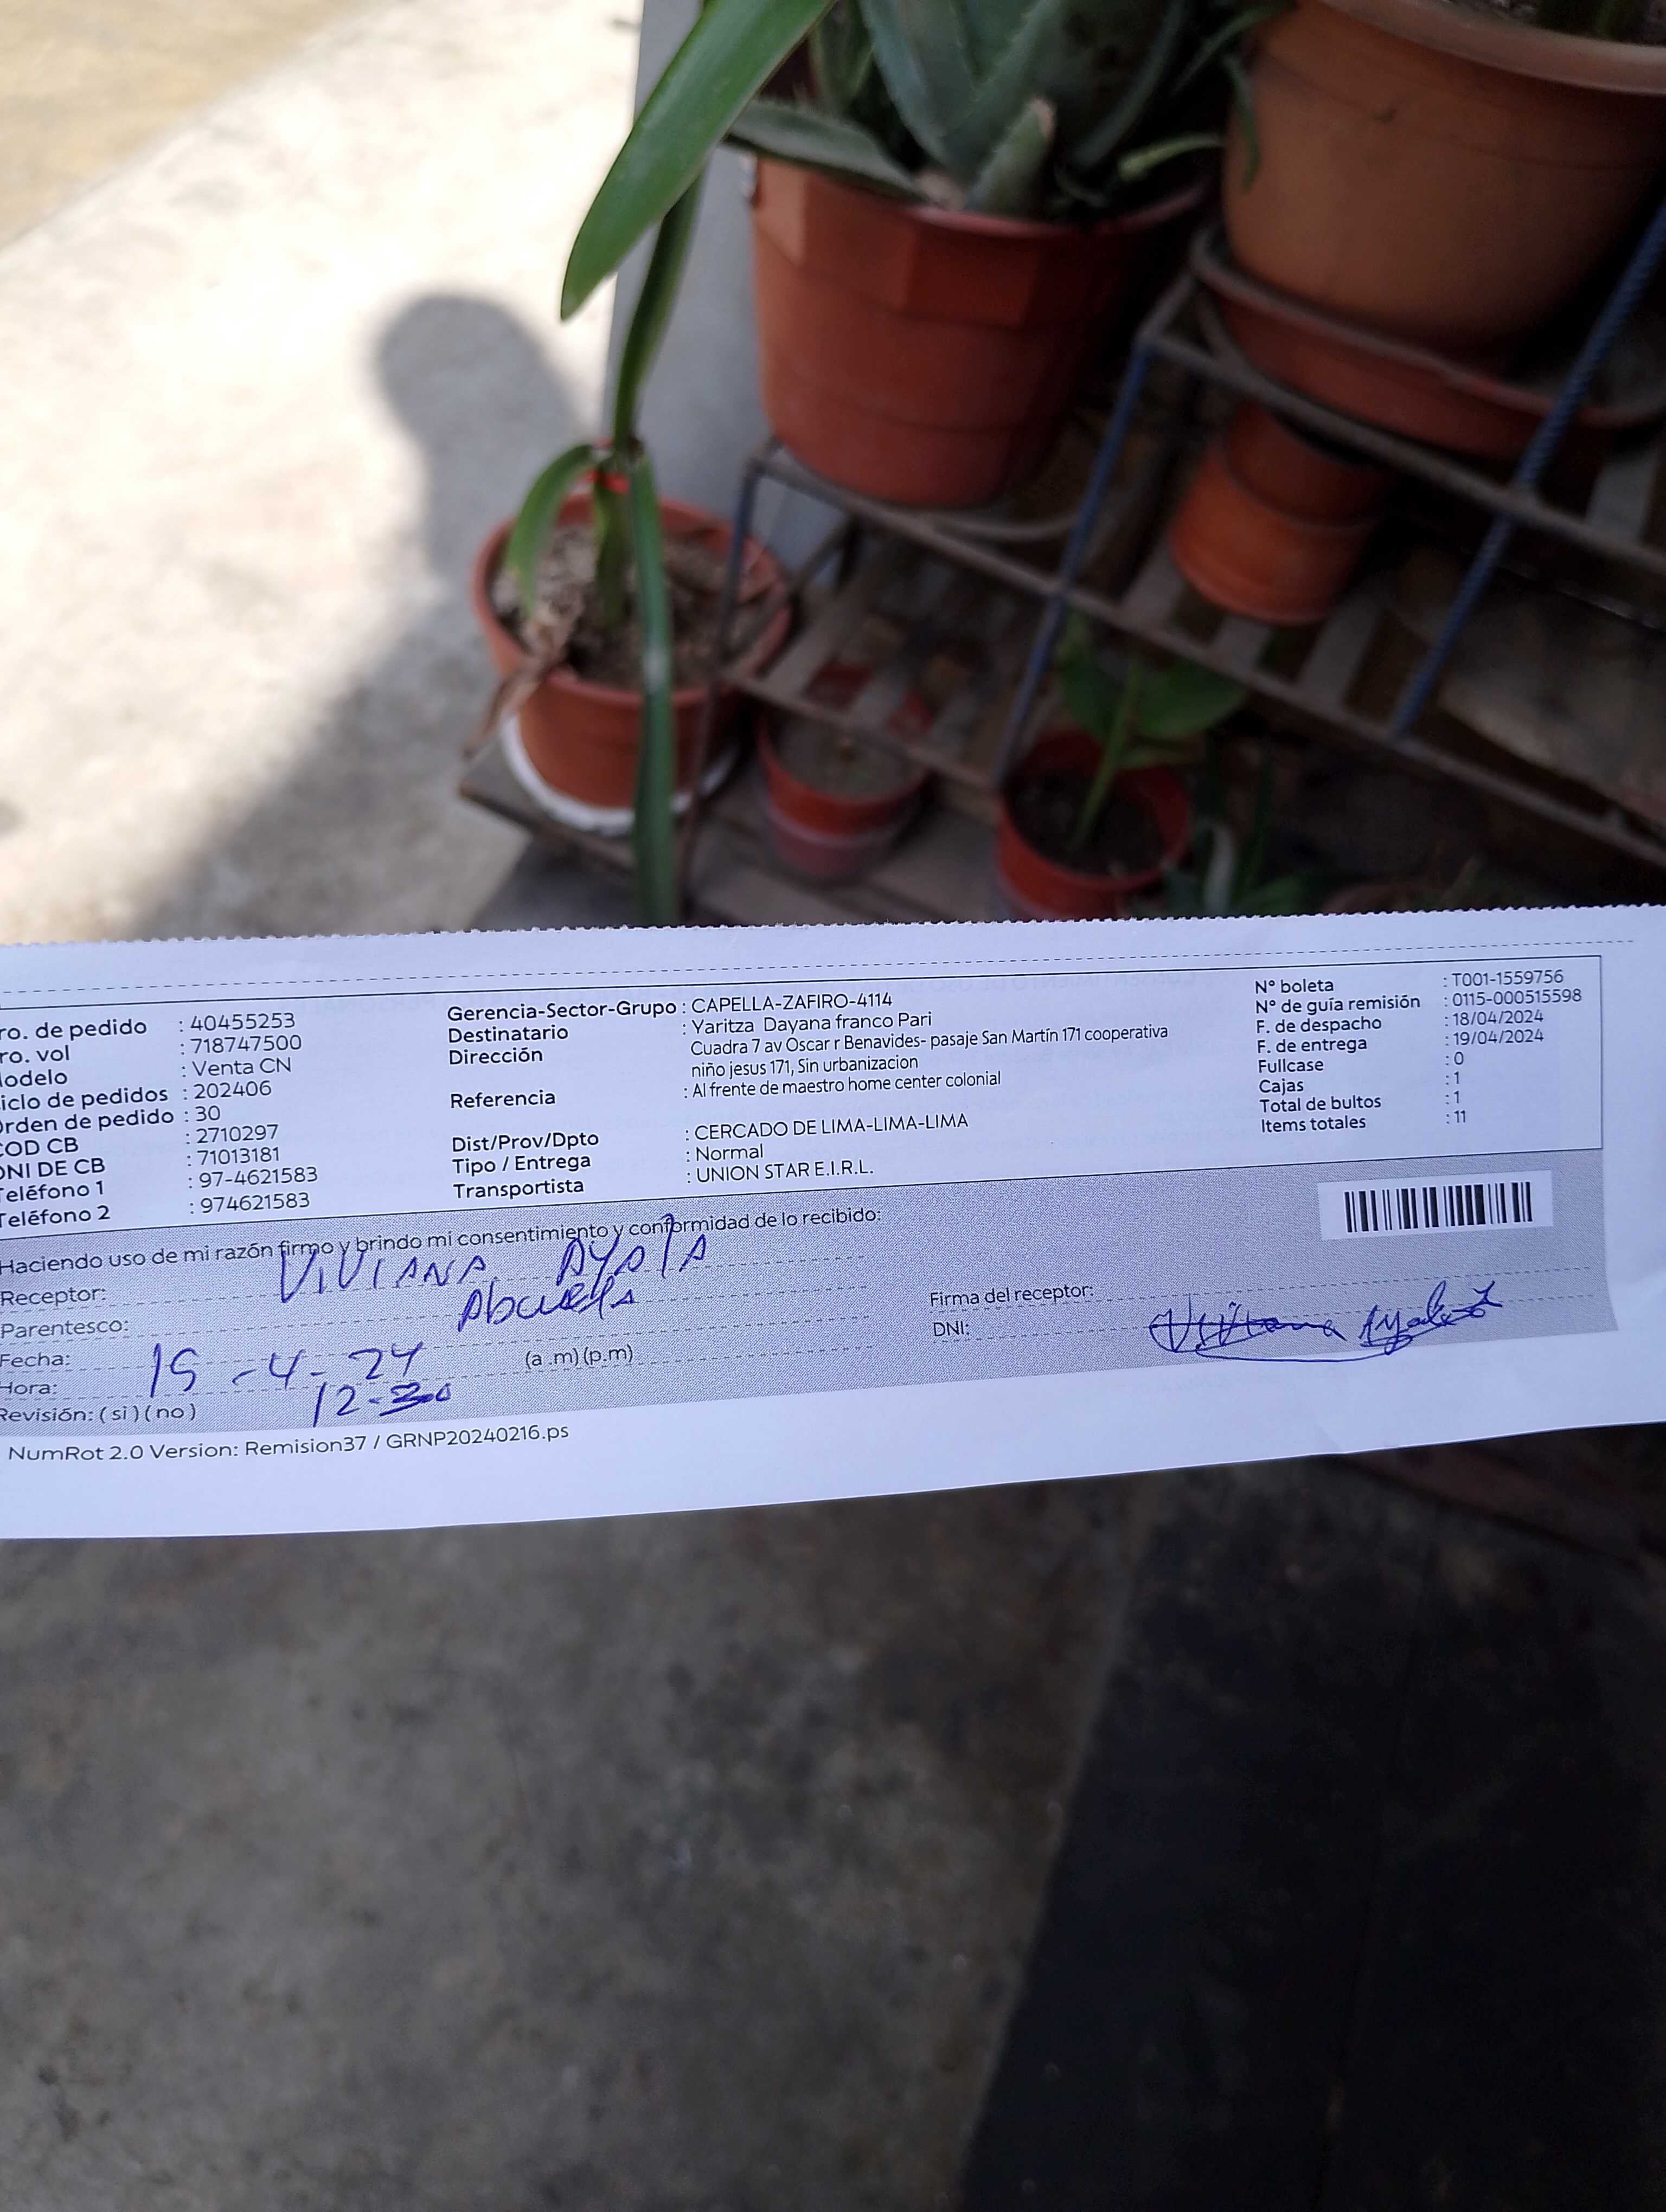 ro. de pedido : 40455253
ro. vol : 718747500
odelo : Venta CN
iclo de pedidos : 202406
Orden de pedido : 30
COD CB : 2710297
DNI DE CB : 71013181
Teléfono 1 : 97-4621583
Teléfono 2 : 974621583
Gerencia-Sector-Grupo : CAPELLA-ZAFIRO-4114
Destinatario : Yaritza Dayana franco Pari
Dirección Cuadra 7 av Oscar r Benavides- pasaje San Martín 171 cooperativa
niño jesus 171, Sin urbanizacion
Referencia : Al frente de maestro home center colonial
Dist/Prov/Dpto : CERCADO DE LIMA-LIMA-LIMA
Tipo / Entrega : Normal
Transportista : UNION STAR E.I.R.L.
N° boleta : T001-1559756
N° de guía remisión : 0115-000515598
F. de despacho : 18/04/2024
F. de entrega : 19/04/2024
Fullcase : 0
Cajas : 1
Total de bultos : 1
Items totales : 11
Haciendo uso de mi razón firmo y brindo mi consentimiento y conformidad de lo recibido:
Receptor: VIVIANA AYALA
Parentesco: Abuela
Fecha: 19 -4- 24
Hora: 12-30 (a .m) (p.m)
Revisión: ( si ) ( no )
Firma del receptor:
DNI: Viviana Ayala
NumRot 2.0 Version: Remision37 / GRNP20240216.ps